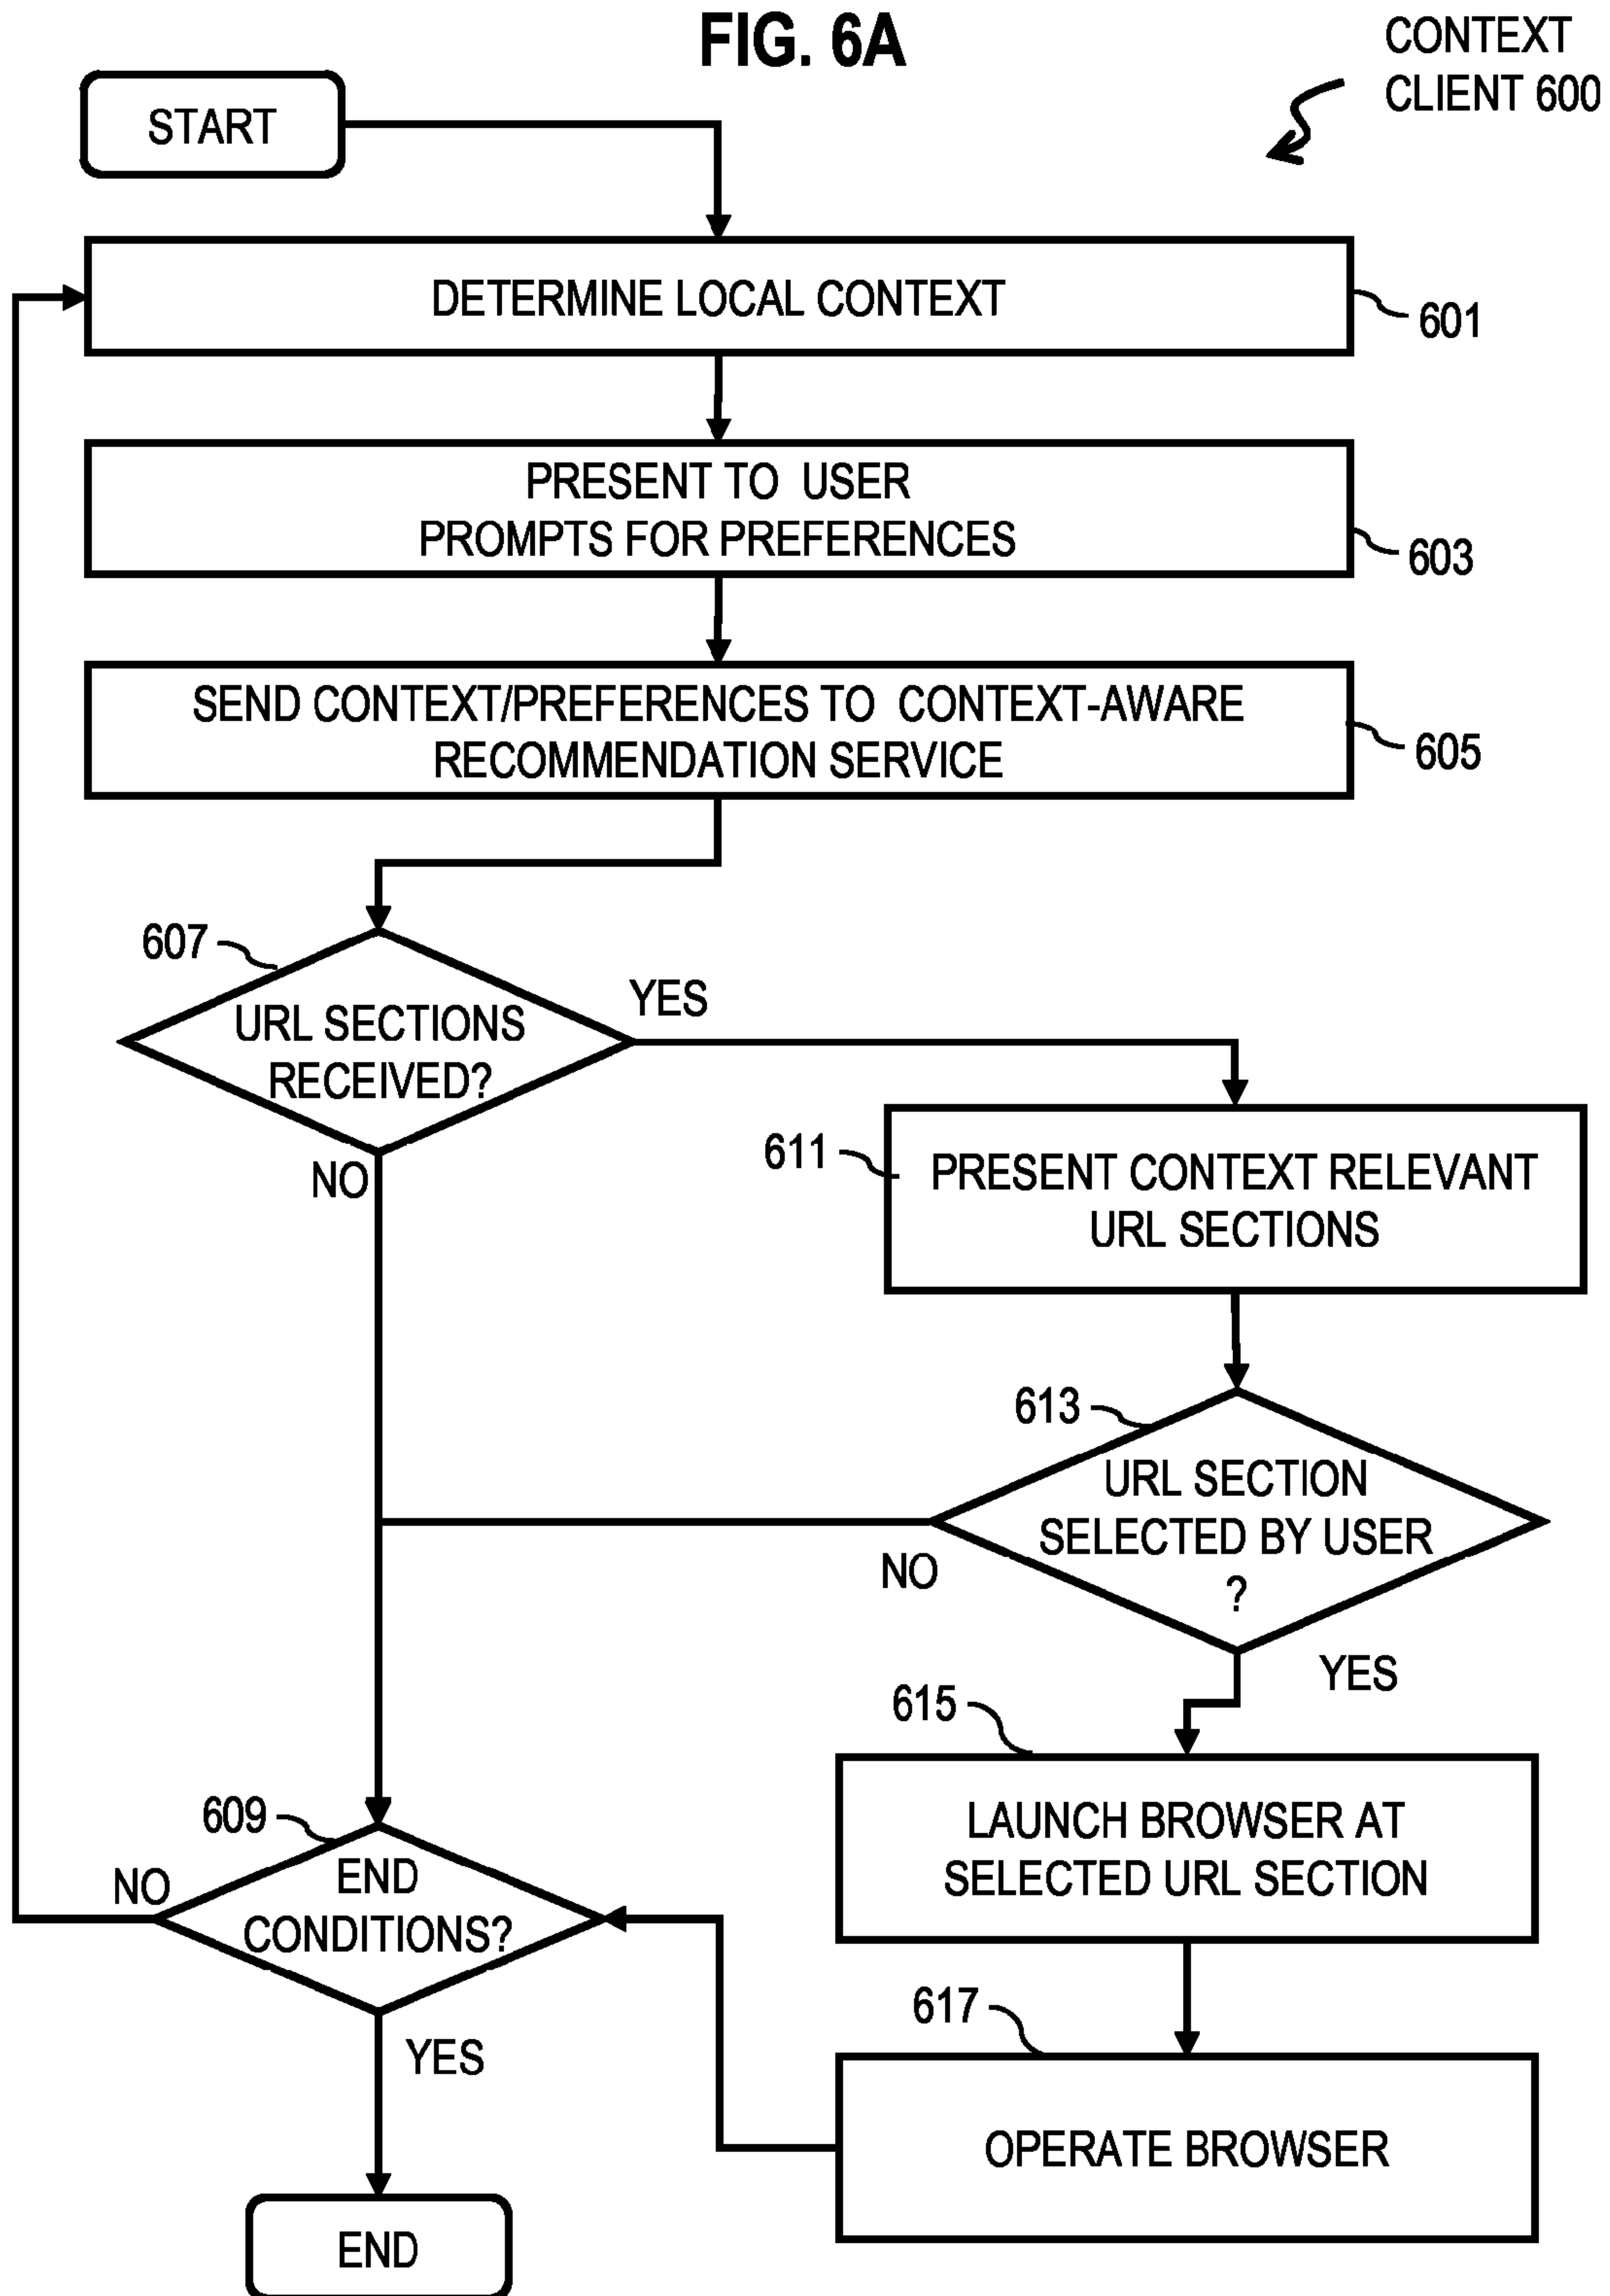 FIG. 6A
CONTEXT
CLIENT 600
START
DETERMINE LOCAL CONTEXT
601
PRESENT TO USER
PROMPTS FOR PREFERENCES
603
SEND CONTEXT/PREFERENCES TO CONTEXT-AWARE
RECOMMENDATION SERVICE
605
607
URL SECTIONS
RECEIVED?
YES
NO
611
PRESENT CONTEXT RELEVANT
URL SECTIONS
613
URL SECTION
SELECTED BY USER
?
NO
YES
615
LAUNCH BROWSER AT
SELECTED URL SECTION
609
END
CONDITIONS?
NO
YES
617
OPERATE BROWSER
END